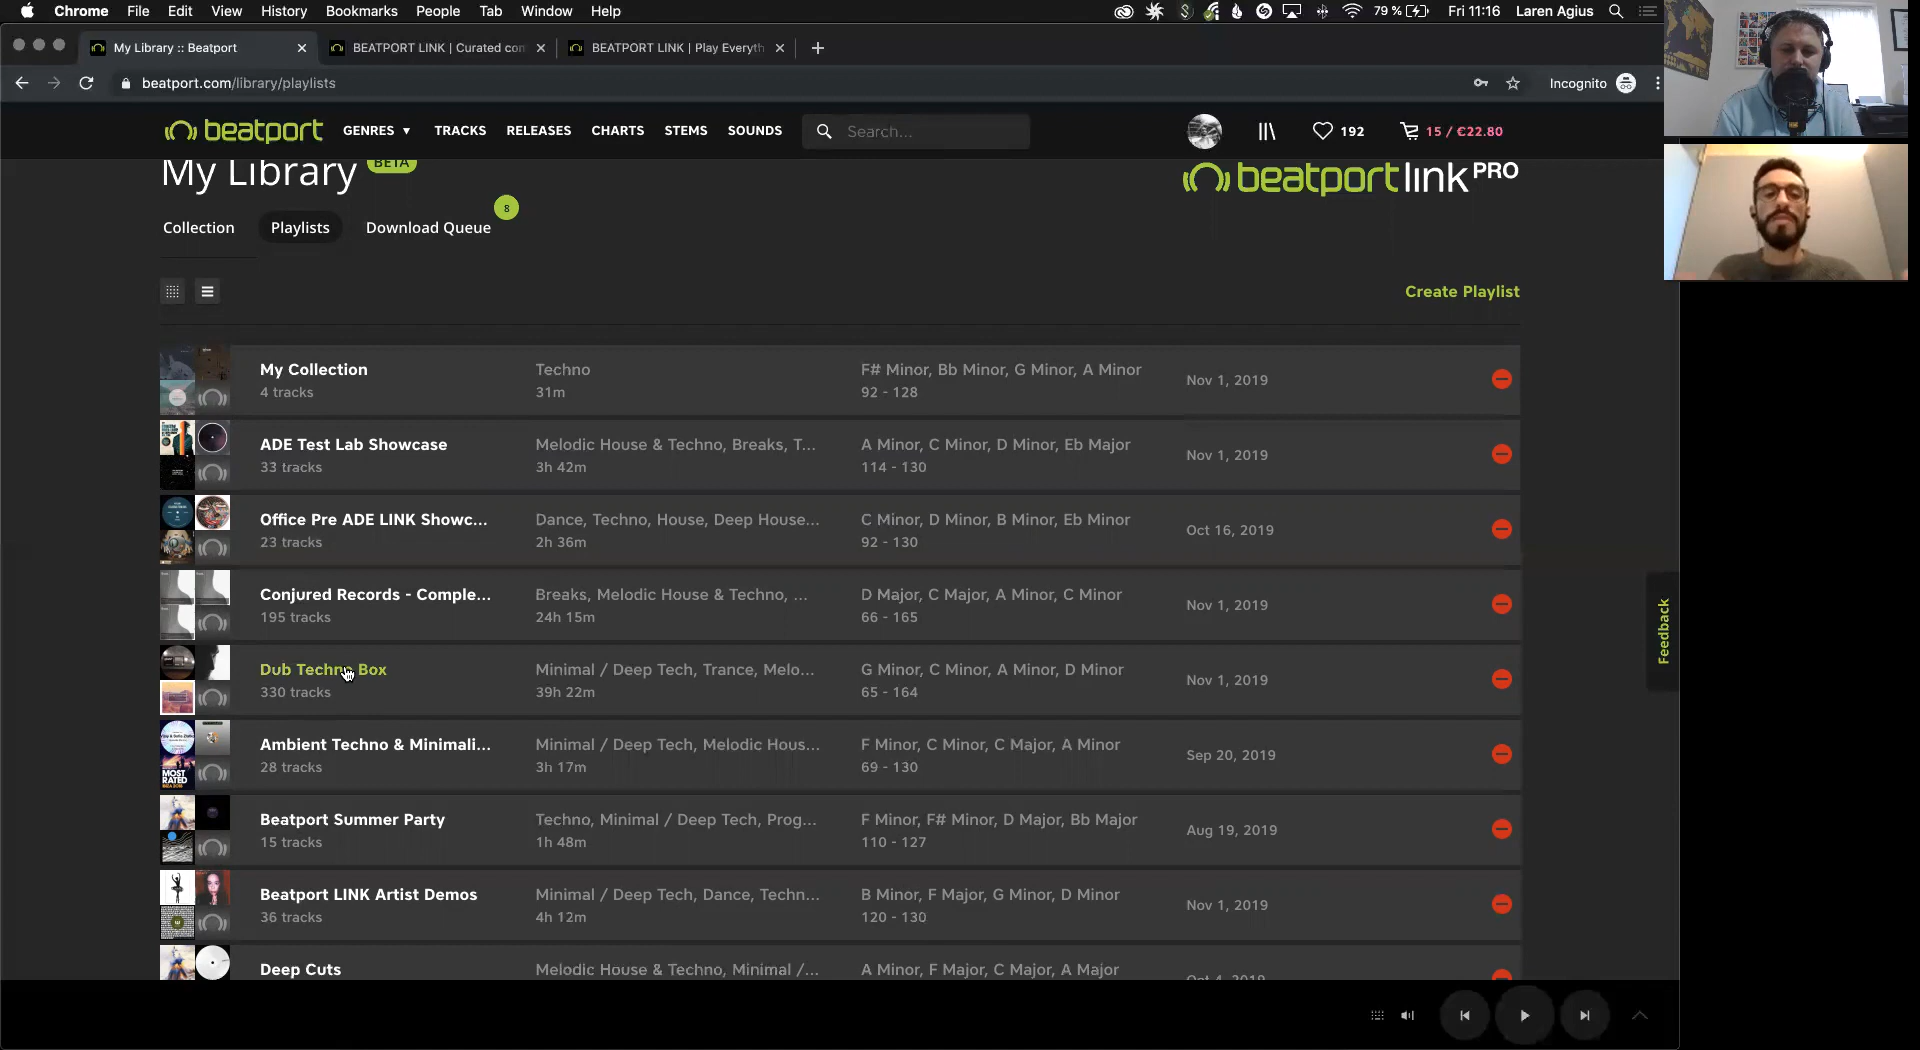 Chrome File Edit View History Bookmarks People Tab Window Help 79 % Fri 11:16 Laren Agius
My Library :: Beatport BEATPORT LINK | Curated con BEATPORT LINK | Play Everyth
beatport.com/library/playlists Incognito
beatport GENRES TRACKS RELEASES CHARTS STEMS SOUNDS Search... 192 15 / €22.80
My Library BETA beatport link PRO
Collection Playlists Download Queue 8
Create Playlist
My Collection Techno F# Minor, Bb Minor, G Minor, A Minor Nov 1, 2019
4 tracks 31m 92 - 128
ADE Test Lab Showcase Melodic House & Techno, Breaks, T... A Minor, C Minor, D Minor, Eb Major Nov 1, 2019
33 tracks 3h 42m 114 - 130
Office Pre ADE LINK Showc... Dance, Techno, House, Deep House... C Minor, D Minor, B Minor, Eb Minor Oct 16, 2019
23 tracks 2h 36m 92 - 130
Conjured Records - Comple... Breaks, Melodic House & Techno, ... D Major, C Major, A Minor, C Minor Nov 1, 2019
195 tracks 24h 15m 66 - 165
Dub Techno Box Minimal / Deep Tech, Trance, Melo... G Minor, C Minor, A Minor, D Minor Nov 1, 2019
330 tracks 39h 22m 65 - 164
Ambient Techno & Minimali... Minimal / Deep Tech, Melodic Hous... F Minor, C Minor, C Major, A Minor Sep 20, 2019
28 tracks 3h 17m 69 - 130
MOST RATED
Beatport Summer Party Techno, Minimal / Deep Tech, Prog... F Minor, F# Minor, D Major, Bb Major Aug 19, 2019
15 tracks 1h 48m 110 - 127
Beatport LINK Artist Demos Minimal / Deep Tech, Dance, Techn... B Minor, F Major, G Minor, D Minor Nov 1, 2019
36 tracks 4h 12m 120 - 130
Deep Cuts Melodic House & Techno, Minimal /... A Minor, F Major, C Major, A Major Oct 4, 2019
Feedback